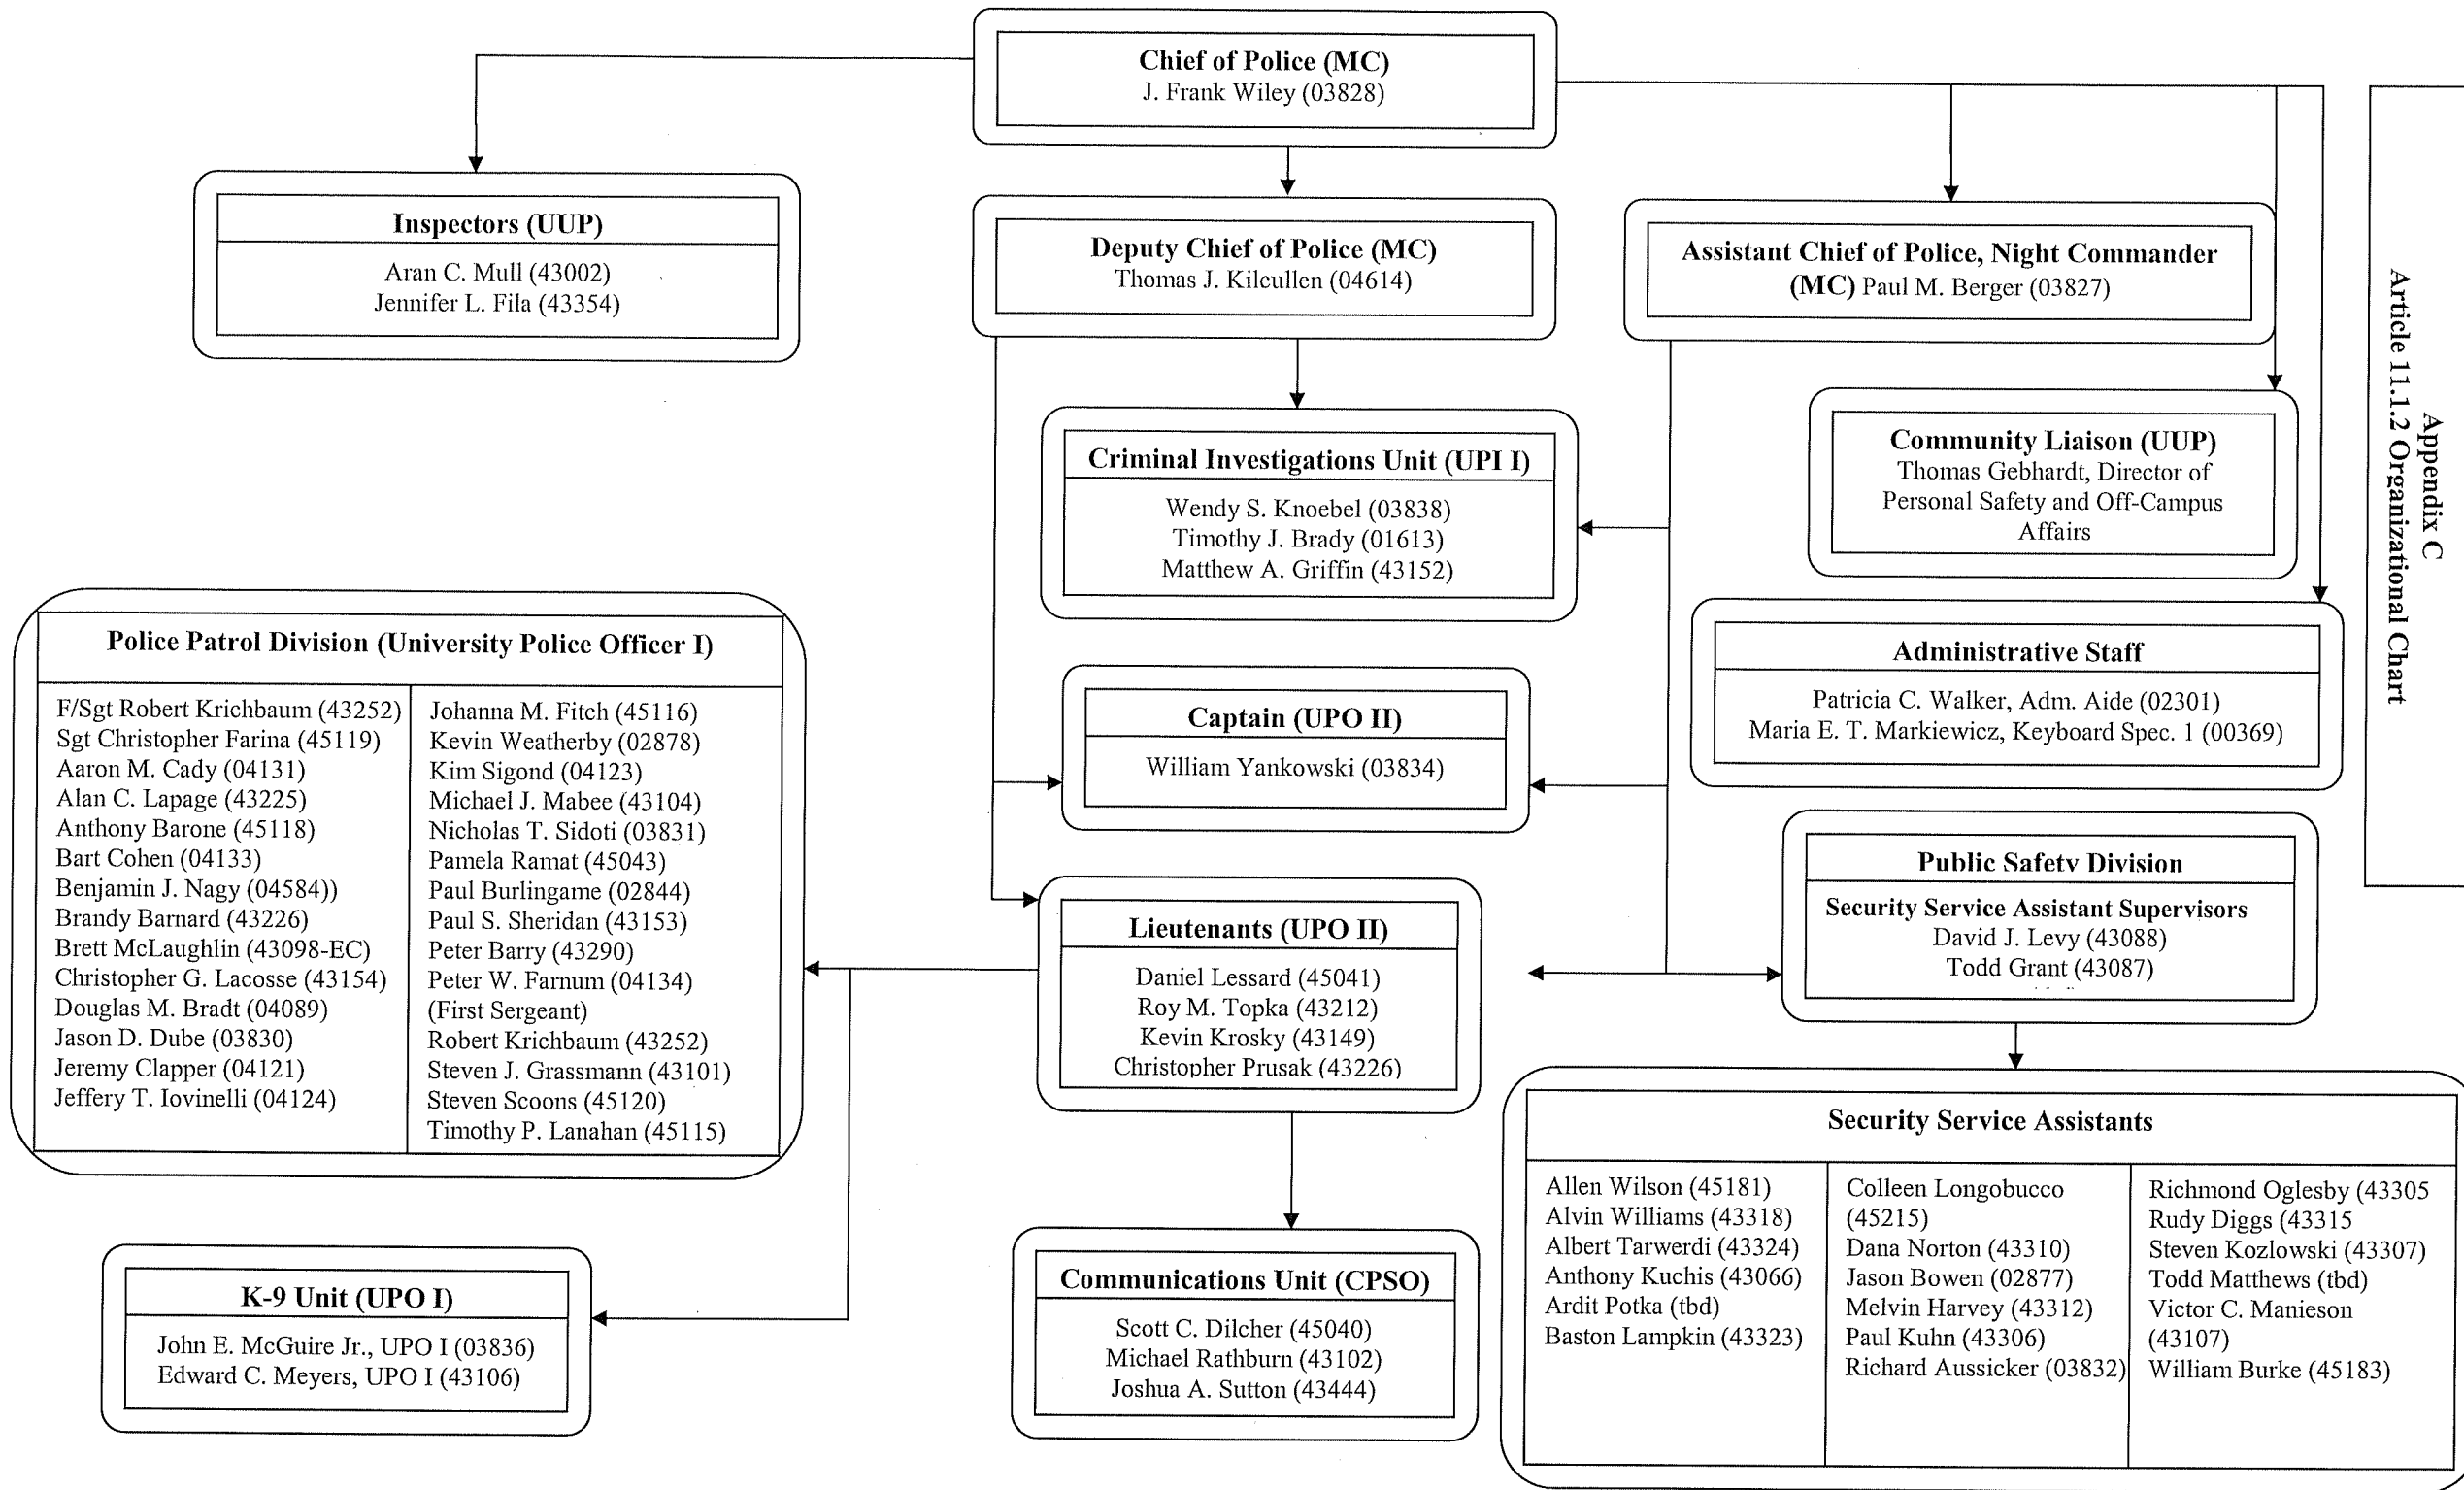 Chief of Police (MC)
J. Frank Wiley (03828)
Inspectors (UUP)
Aran C. Mull (43002)
Jennifer L. Fila (43354)
Deputy Chief of Police (MC)
Thomas J. Kilcullen (04614)
Assistant Chief of Police, Night Commander
(MC) Paul M. Berger (03827)
Appendix C
Article 11.1.2 Organizational Chart
Criminal Investigations Unit (UPI I)
Wendy S. Knoebel (03838)
Timothy J. Brady (01613)
Matthew A. Griffin (43152)
Community Liaison (UUP)
Thomas Gebhardt, Director of
Personal Safety and Off-Campus
Affairs
Police Patrol Division (University Police Officer I)
F/Sgt Robert Krichbaum (43252)
Sgt Christopher Farina (45119)
Aaron M. Cady (04131)
Alan C. Lapage (43225)
Anthony Barone (45118)
Bart Cohen (04133)
Benjamin J. Nagy (04584))
Brandy Barnard (43226)
Brett McLaughlin (43098-EC)
Christopher G. Lacosse (43154)
Douglas M. Bradt (04089)
Jason D. Dube (03830)
Jeremy Clapper (04121)
Jeffery T. Iovinelli (04124)
Johanna M. Fitch (45116)
Kevin Weatherby (02878)
Kim Sigond (04123)
Michael J. Mabee (43104)
Nicholas T. Sidoti (03831)
Pamela Ramat (45043)
Paul Burlingame (02844)
Paul S. Sheridan (43153)
Peter Barry (43290)
Peter W. Farnum (04134)
(First Sergeant)
Robert Krichbaum (43252)
Steven J. Grassmann (43101)
Steven Scoons (45120)
Timothy P. Lanahan (45115)
Captain (UPO II)
William Yankowski (03834)
Administrative Staff
Patricia C. Walker, Adm. Aide (02301)
Maria E. T. Markiewicz, Keyboard Spec. 1 (00369)
Lieutenants (UPO II)
Daniel Lessard (45041)
Roy M. Topka (43212)
Kevin Krosky (43149)
Christopher Prusak (43226)
Public Safety Division
Security Service Assistant Supervisors
David J. Levy (43088)
Todd Grant (43087)
K-9 Unit (UPO I)
John E. McGuire Jr., UPO I (03836)
Edward C. Meyers, UPO I (43106)
Communications Unit (CPSO)
Scott C. Dilcher (45040)
Michael Rathburn (43102)
Joshua A. Sutton (43444)
Security Service Assistants
Allen Wilson (45181)
Alvin Williams (43318)
Albert Tarwerdi (43324)
Anthony Kuchis (43066)
Ardit Potka (tbd)
Baston Lampkin (43323)
Colleen Longobucco
(45215)
Dana Norton (43310)
Jason Bowen (02877)
Melvin Harvey (43312)
Paul Kuhn (43306)
Richard Aussicker (03832)
Richmond Oglesby (43305
Rudy Diggs (43315
Steven Kozlowski (43307)
Todd Matthews (tbd)
Victor C. Manieson
(43107)
William Burke (45183)